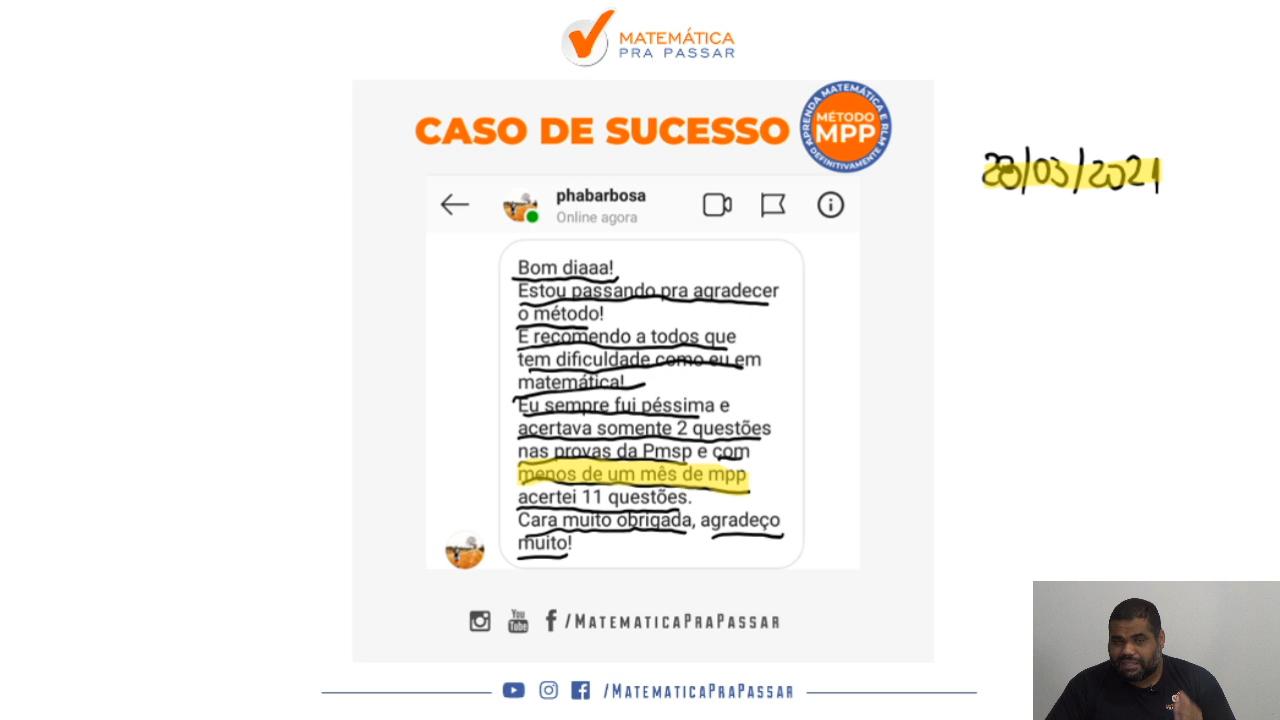 MATEMÁTICA
PRA PASSAR
CASO DE SUCESSO
APRENDA MATEMÁTICA E RLM
MÉTODO
MPP
DEFINITIVAMENTE
28/03/2021
phabarbosa
Online agora
Bom diaaa!
Estou passando pra agradecer
o método!
E recomendo a todos que
tem dificuldade como eu em
matemática!
Eu sempre fui péssima e
acertava somente 2 questões
nas provas da Pmsp e com
menos de um mês de mpp
acertei 11 questões.
Cara muito obrigada, agradeço
muito!
You
Tube
/MATEMATICAPRAPASSAR
/MATEMATICAPRAPASSAR